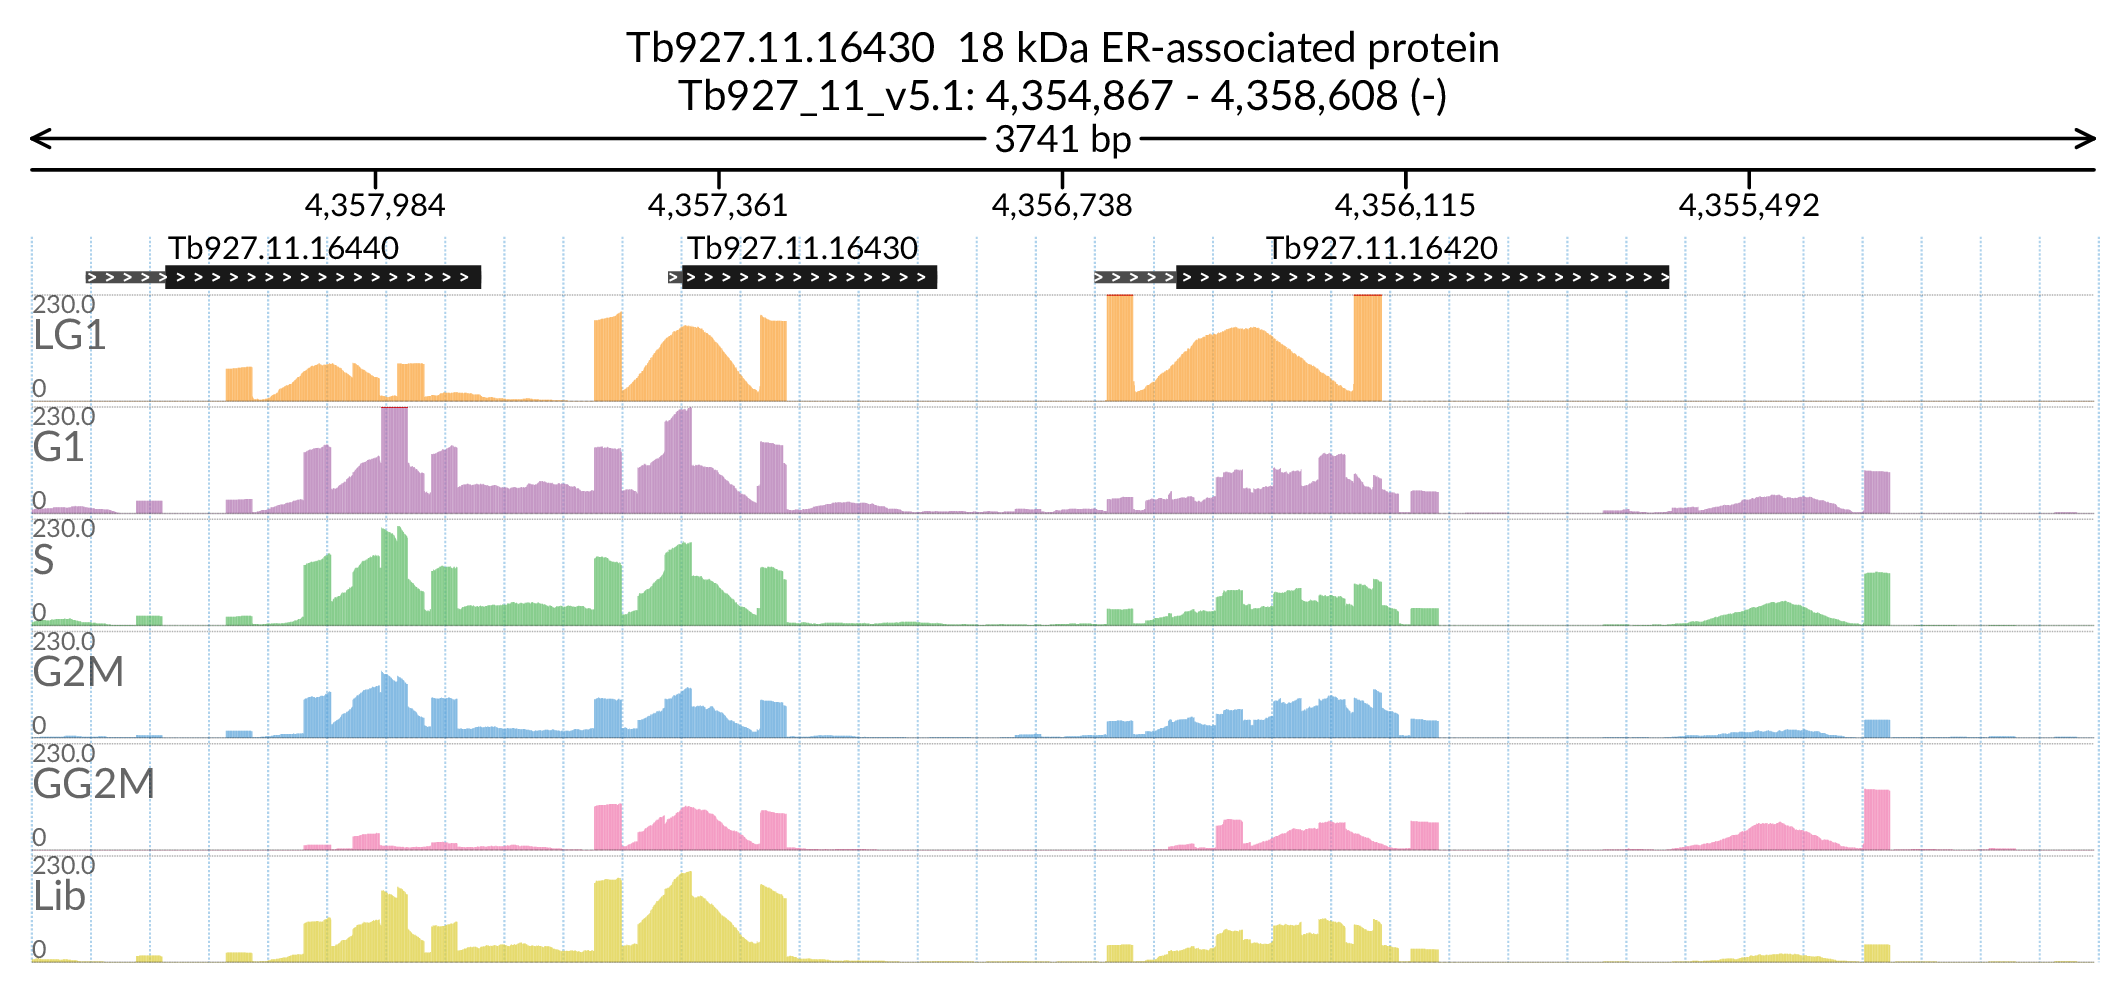 Tb927.11.16430  18 kDa ER-associated protein
Tb927_11_v5.1: 4,354,867 - 4,358,608 (-)
3741 bp
4,357,984 4,357,361 4,356,738 4,356,115 4,355,492
Tb927.11.16440 Tb927.11.16430 Tb927.11.16420
230.0
LG1
0
230.0
G1
0
230.0
S
0
230.0
G2M
0
230.0
GG2M
0
230.0
Lib
0